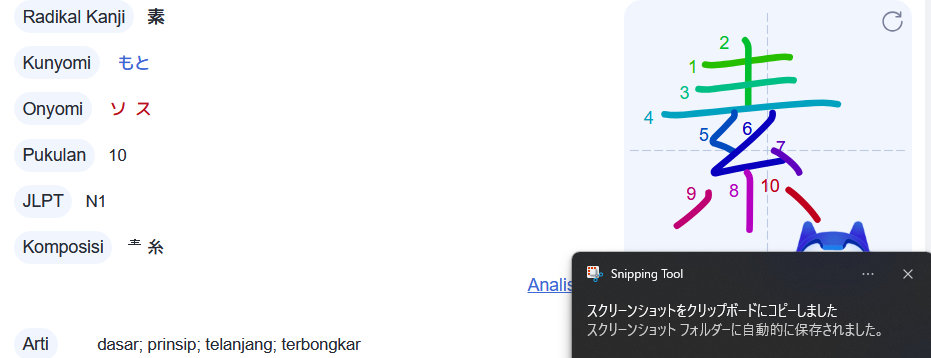 Radikal Kanji 素
Kunyomi もと
Onyomi ソ ス
Pukulan 10
JLPT N1
Komposisi 龶 糸
Arti dasar; prinsip; telanjang; terbongkar
2
1
3
4
5 6
7
9 8 10
Analis
Snipping Tool
スクリーンショットをクリップボードにコピーしました
スクリーンショット フォルダーに自動的に保存されました。